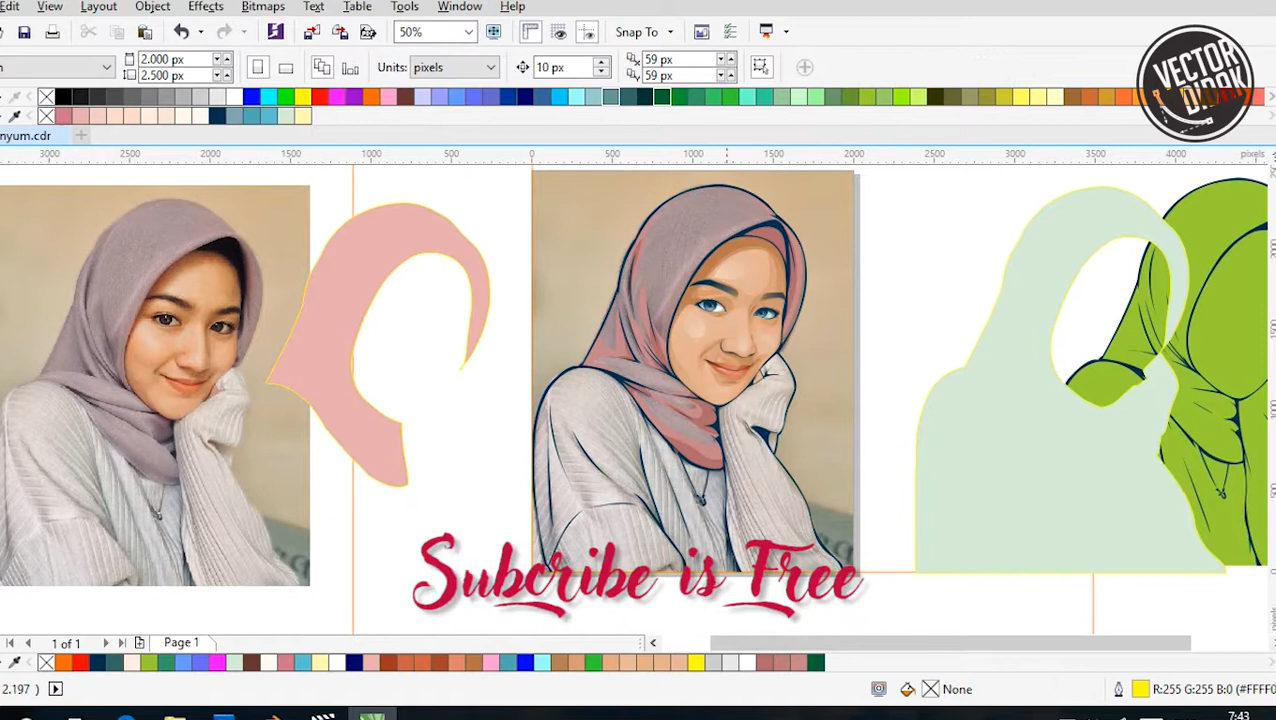 Edit View Layout Object Effects Bitmaps Text Table Tools Window Help
50% Snap To
2.000 px
2.500 px
Units: pixels
10 px
59 px
59 px
VECTOR
DIDAK
nyum.cdr
3000 2500 2000 1500 1000 500 0 500 1000 1500 2000 2500 3000 3500 4000 pixels
Subcribe is Free
1 of 1 Page 1
2.197 ) None R:255 G:255 B:0 (#FFFF0
7:43